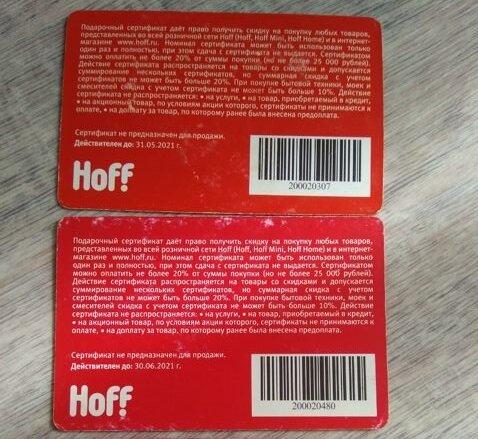 Подарочный сертификат даёт право получить скидку на покупку любых товаров,
представленных во всей розничной сети Hoff (Hoff, Hoff Mini, Hoff Home) и в интернет-
магазине www.hoff.ru. Номинал сертификата может быть использован только
один раз и полностью, при этом сдача с сертификата не выдается. Сертификатом
можно оплатить не более 20% от суммы покупки (но не более 25 000 рублей).
Действие сертификата распространяется на товары со скидками и допускается
суммирование нескольких сертификатов, но суммарная скидка с учетом
сертификатов не может быть больше 20%. При покупке бытовой техники, моек и
смесителей скидка с учетом сертификатов не может быть больше 10%. Действие
сертификата не распространяется: • на услуги, • на товар, приобретаемый в кредит,
• на акционный товар, по условиям акции которого, сертификаты не принимаются к
оплате, • на доплату за товар, по которому ранее была внесена предоплата.
Сертификат не предназначен для продажи.
Действителен до: 31.05.2021 г.
Hoff
200020307
Подарочный сертификат даёт право получить скидку на покупку любых товаров,
представленных во всей розничной сети Hoff (Hoff, Hoff Mini, Hoff Home) и в интернет-
магазине www.hoff.ru. Номинал сертификата может быть использован только
один раз и полностью, при этом сдача с сертификата не выдается. Сертификатом
можно оплатить не более 20% от суммы покупки (но не более 25 000 рублей).
Действие сертификата распространяется на товары со скидками и допускается
суммирование нескольких сертификатов, но суммарная скидка с учетом
сертификатов не может быть больше 20%. При покупке бытовой техники, моек и
смесителей скидка с учетом сертификатов не может быть больше 10%. Действие
сертификата не распространяется: • на услуги, • на товар, приобретаемый в кредит,
• на акционный товар, по условиям акции которого, сертификаты не принимаются к
оплате, • на доплату за товар, по которому ранее была внесена предоплата.
Сертификат не предназначен для продажи.
Действителен до: 30.06.2021 г.
Hoff
200020480